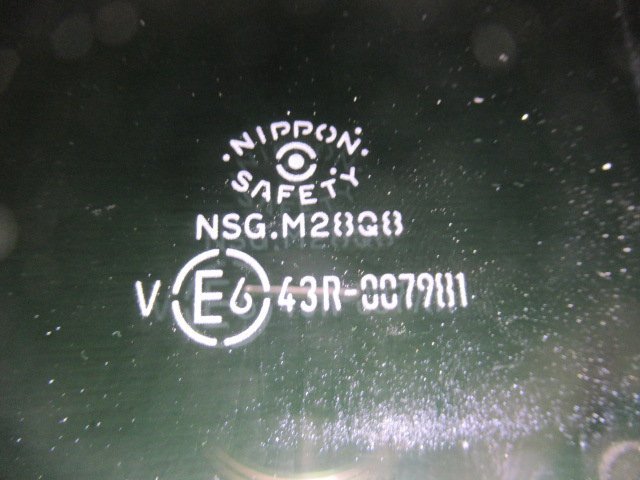 ·NIPPON·
SAFETY
NSG.M28Q8
V E6 43R-007981